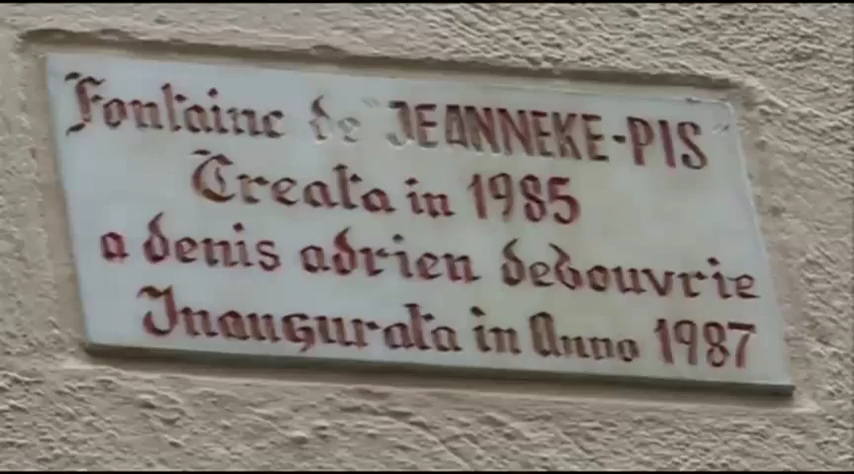 Fontaine de "JEANNEKE-PIS"
Creata in 1985
a denis adrien debouvrie
Inaugurata in Anno 1987